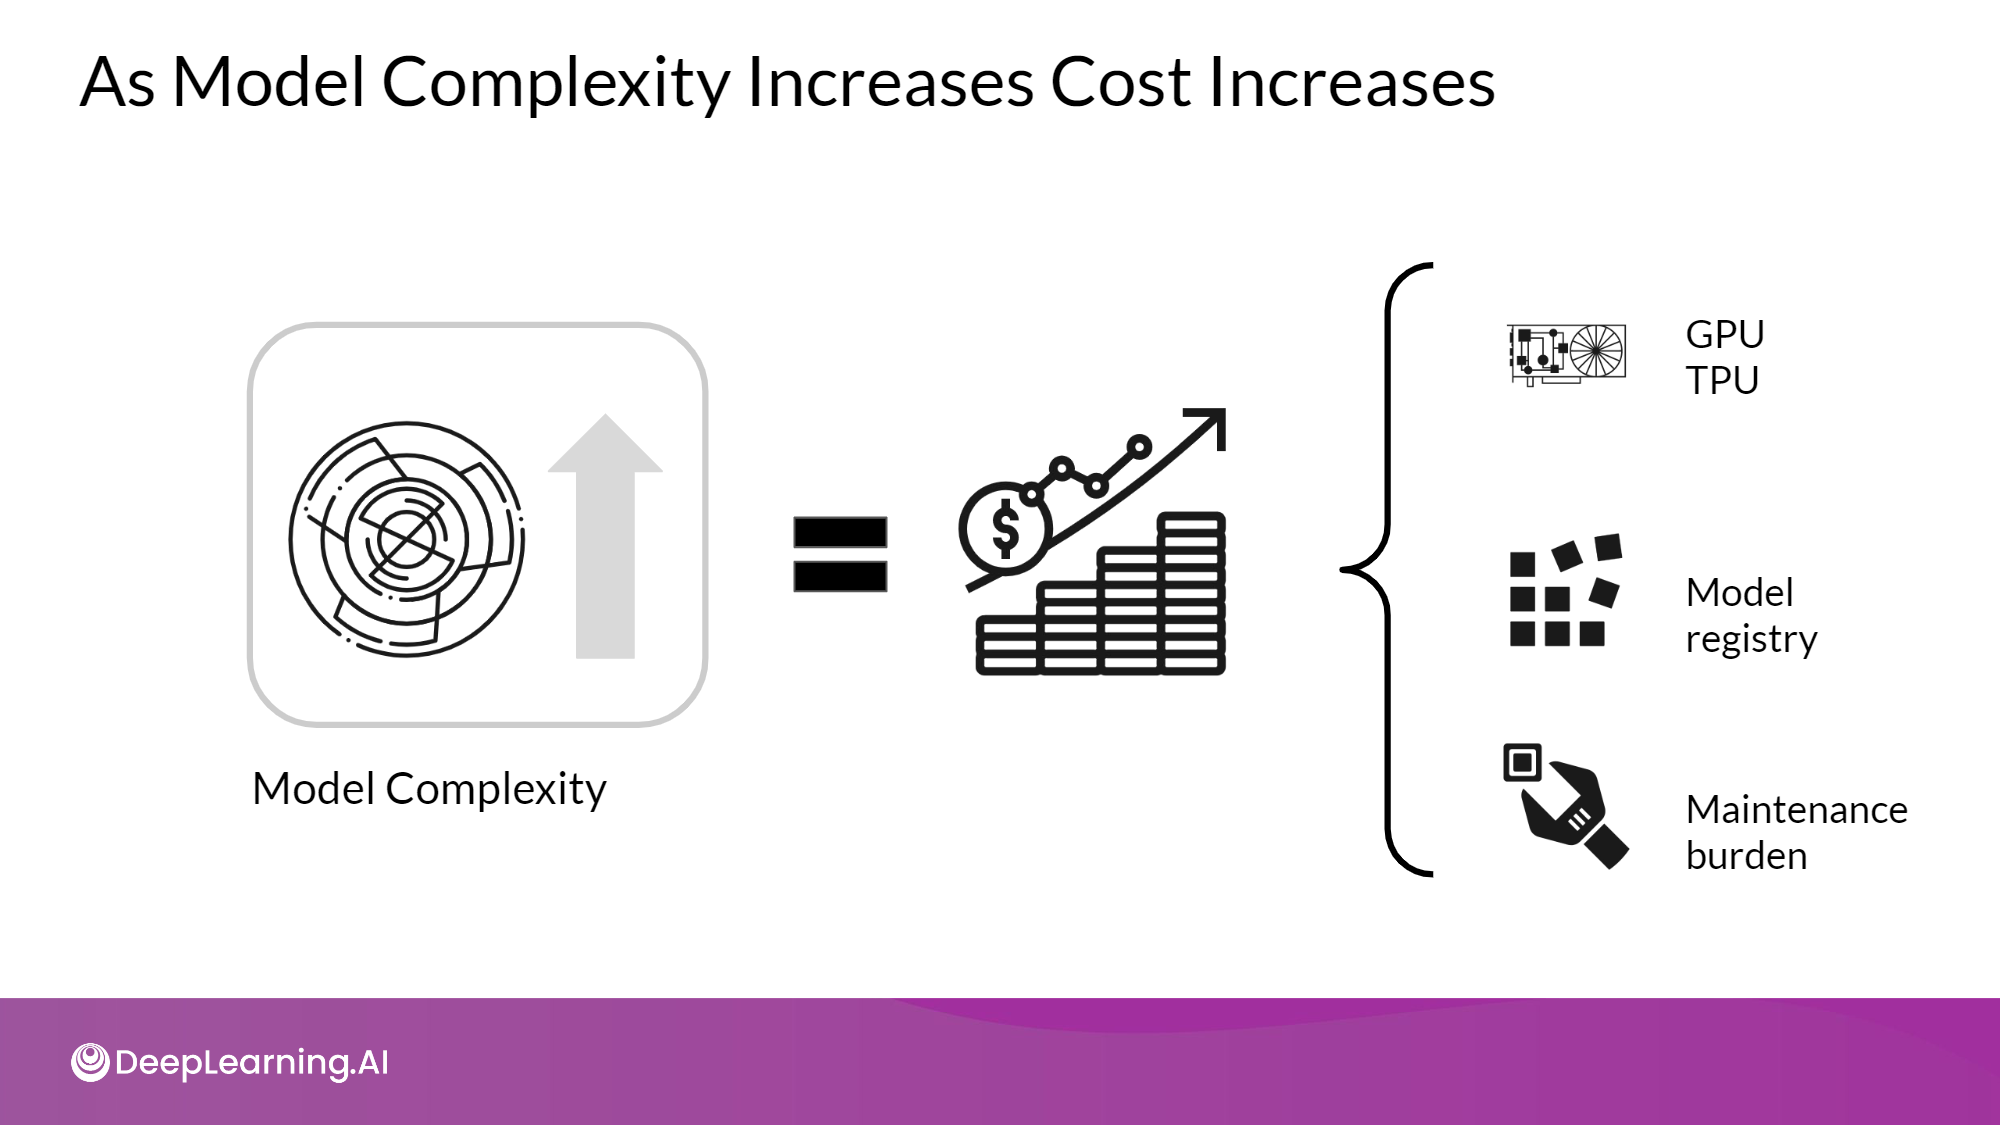 As Model Complexity Increases Cost Increases
Model Complexity
$
GPU
TPU
Model
registry
Maintenance
burden
DeepLearning.AI